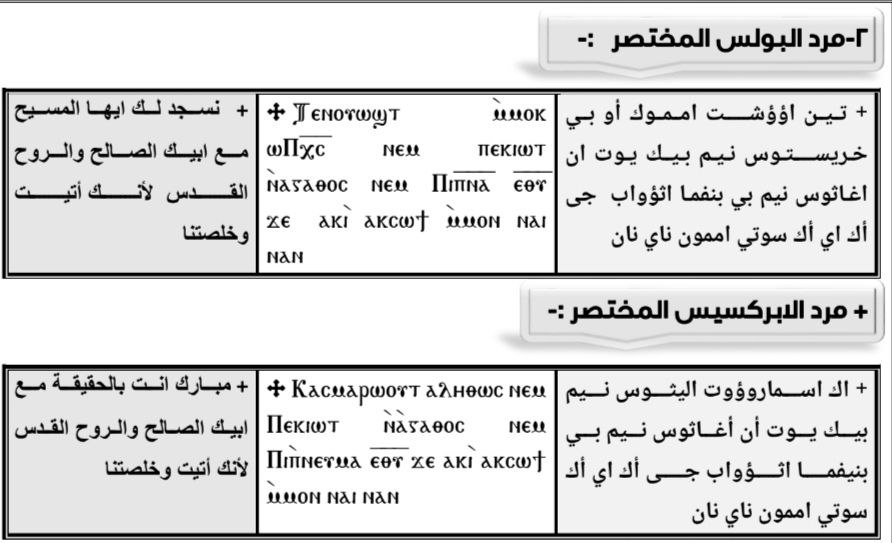 ٢-مرد البولس المختصر :-
+ تين اؤؤشت امموك أو بي
خريستوس نيم بيك يوت ان
اغاثوس نيم بي بنفما اثؤواب جى
أك اي أك سوتي اممون ناي نان
✠ Ⲧⲉⲛⲟⲩⲱϣⲧ ⲙ̀ⲙⲟⲕ
ⲱⲠⲭ̅ⲥ̅ ⲛⲉⲙ ⲡⲉⲕⲓⲱⲧ
ⲛ̀ⲁⲅⲁⲑⲟⲥ ⲛⲉⲙ Ⲡⲓⲡ̅ⲛ̅ⲁ̅ ⲉ̅ⲑ̅ⲩ̅
ϫⲉ ⲁⲕⲓ̀ ⲁⲕⲥⲱϯ ⲙ̀ⲙⲟⲛ ⲛⲁⲓ
ⲛⲁⲛ
+ نسجد لك ايها المسيح
مع ابيك الصالح والروح
القدس لأنك أتيت
وخلصتنا
+ مرد الابركسيس المختصر :-
+ اك اسماروؤوت اليثوس نيم
بيك يوت أن أغاثوس نيم بي
بنيفما اثؤواب جى أك اي أك
سوتي اممون ناي نان
✠ Ⲕⲁⲥⲙⲁⲣⲱⲟⲩⲧ ⲁⲗⲏⲑⲱⲥ ⲛⲉⲙ
Ⲡⲉⲕⲓⲱⲧ ⲛ̀ⲁ̀ⲅⲁⲑⲟⲥ ⲛⲉⲙ
Ⲡⲓⲡ̀ⲛⲉⲩⲙⲁ ⲉ̅ⲑ̅ⲩ̅ ϫⲉ ⲁⲕⲓ̀ ⲁⲕⲥⲱϯ
ⲙ̀ⲙⲟⲛ ⲛⲁⲓ ⲛⲁⲛ
+ مبارك انت بالحقيقة مع
ابيك الصالح والروح القدس
لأنك أتيت وخلصتنا